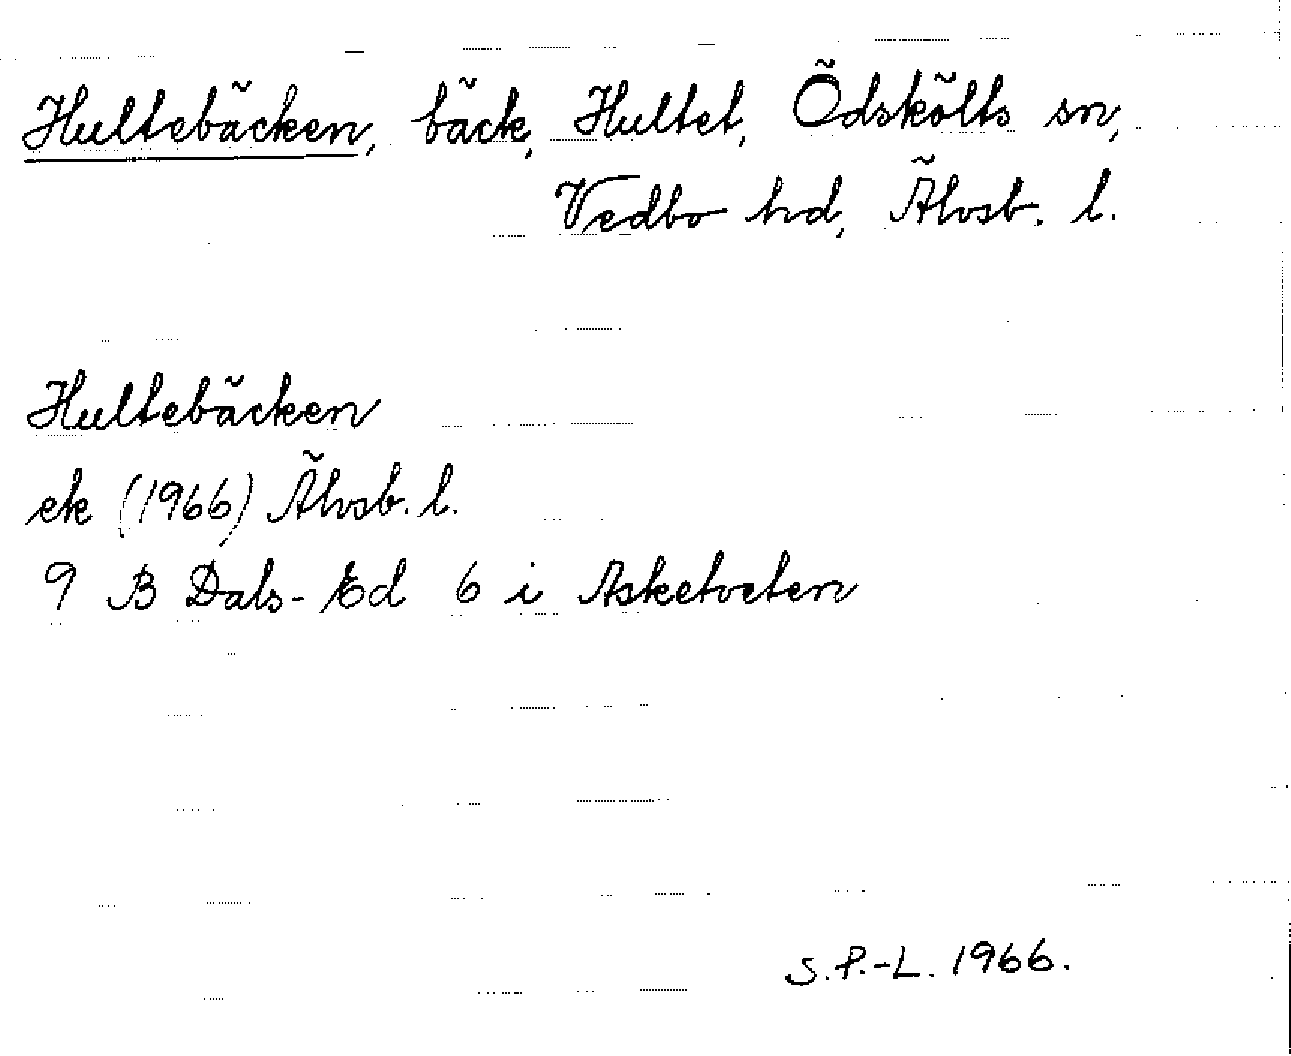 Hultebäcken, bäck, Hultet, Ödskölts sn,
Vedbo hd, Älvsb. l.
Hultebäcken
ek (1966) Älvsb. l.
9 B Dals-Ed 6 i Asketveten
S.P.-L. 1966.